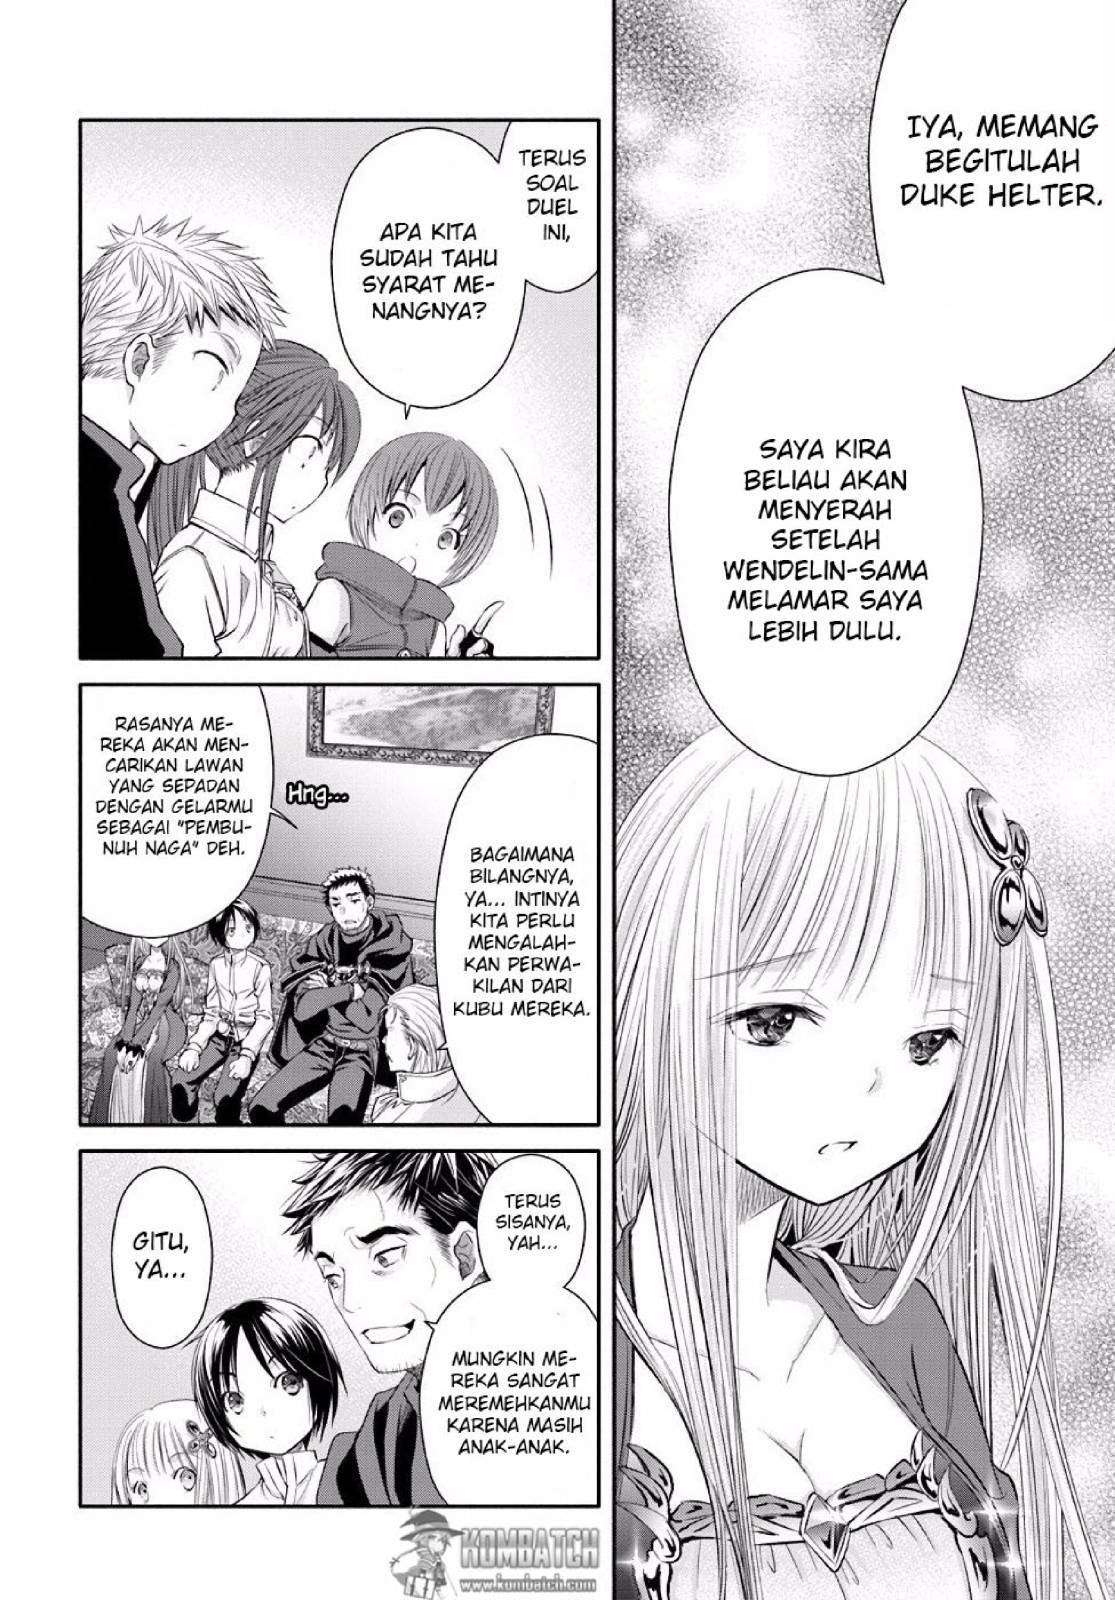 IYA, MEMANG
BEGITULAH
DUKE HELTER.
SAYA KIRA
BELIAU AKAN
MENYERAH
SETELAH
WENDELIN-SAMA
MELAMAR SAYA
LEBIH DULU.
TERUS
SOAL
DUEL
INI,
APA KITA
SUDAH TAHU
SYARAT ME-
NANGNYA?
BAGAIMANA
BILANGNYA,
YA... INTINYA
KITA PERLU
MENGALAH-
KAN PERWA-
KILAN DARI
KUBU MEREKA.
Hng...
RASANYA ME-
REKA AKAN MEN-
CARIKAN LAWAN
YANG SEPADAN
DENGAN GELARMU
SEBAGAI "PEMBU-
NUH NAGA" DEH.
TERUS
SISANYA,
YAH...
MUNGKIN ME-
REKA SANGAT
MEREMEHKANMU
KARENA MASIH
ANAK-ANAK.
GITU,
YA...
KOMBATCH
www.kombatch.com